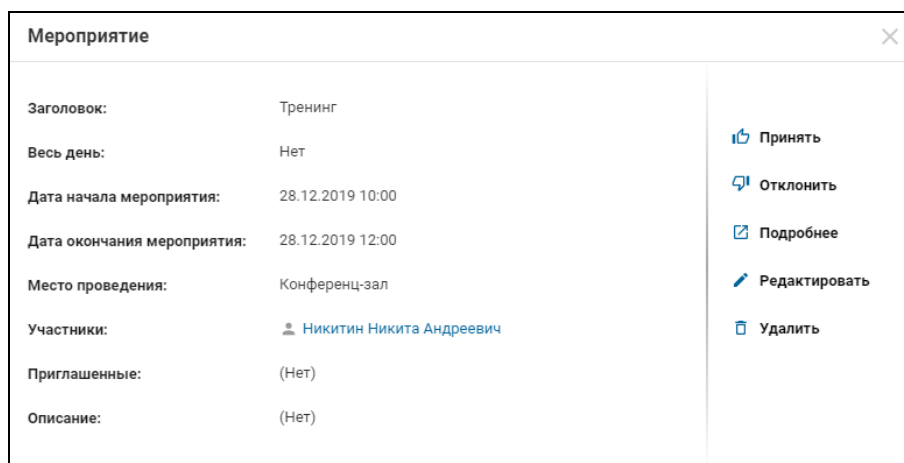 Мероприятие
Заголовок: Тренинг
Весь день: Нет
Дата начала мероприятия: 28.12.2019 10:00
Дата окончания мероприятия: 28.12.2019 12:00
Место проведения: Конференц-зал
Участники: Никитин Никита Андреевич
Приглашенные: (Нет)
Описание: (Нет)
Принять
Отклонить
Подробнее
Редактировать
Удалить